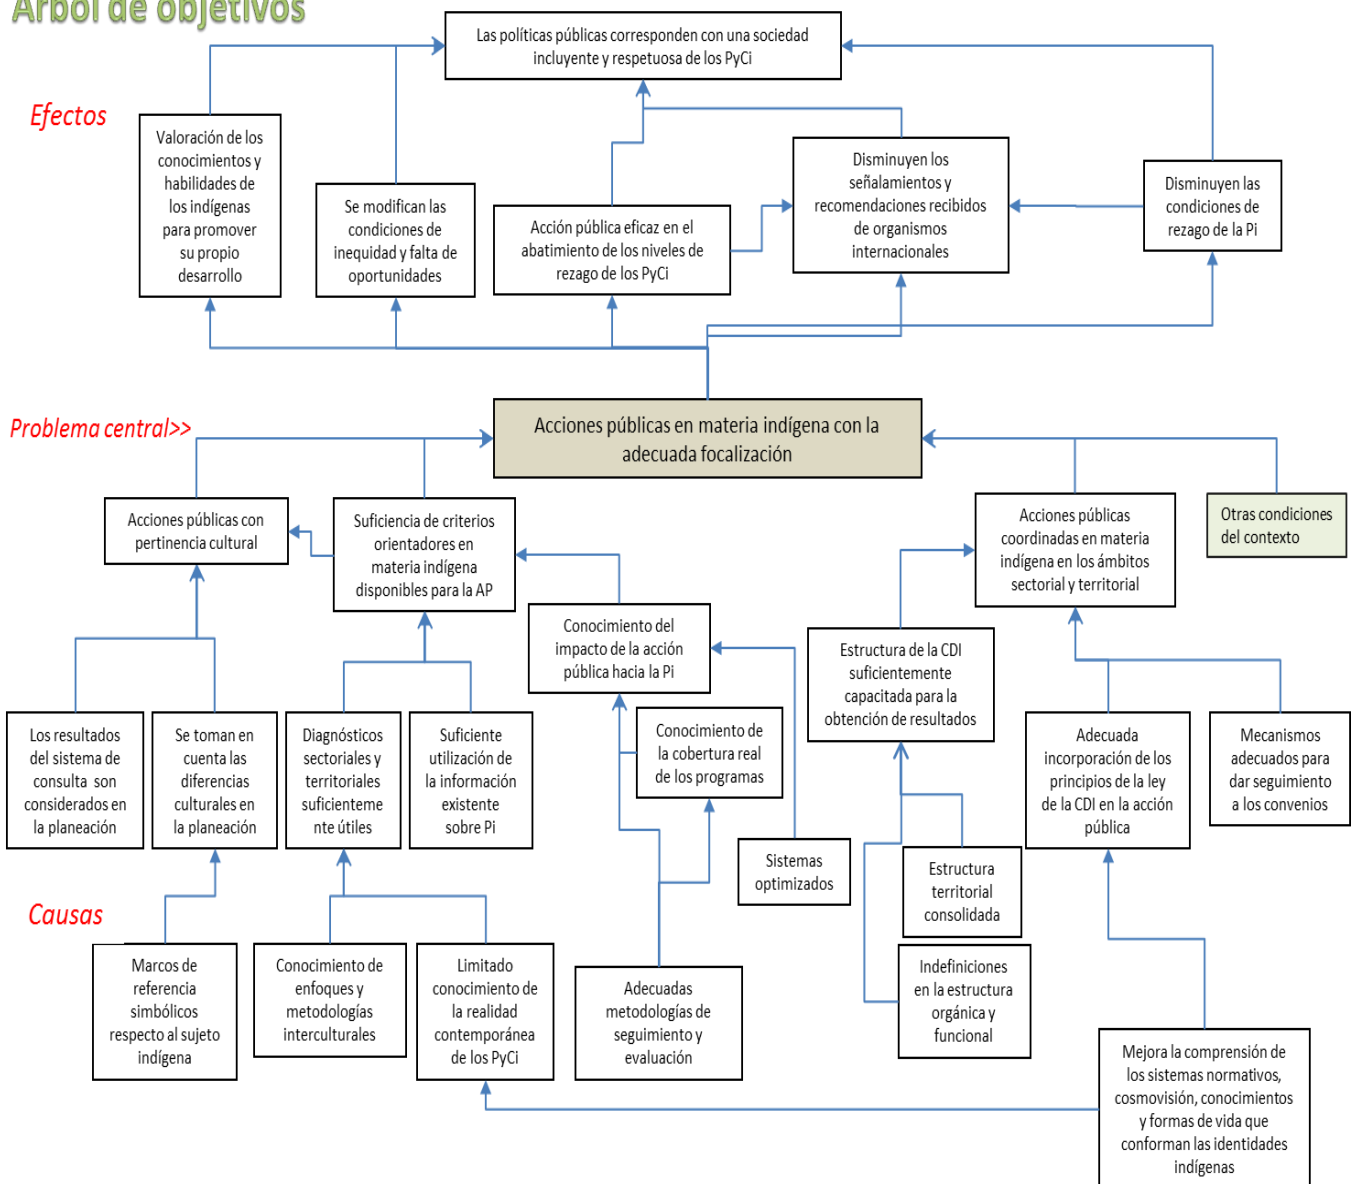 Árbol de objetivos
Las políticas públicas corresponden con una sociedad
incluyente y respetuosa de los PyCi
Efectos
Valoración de los
conocimientos y
habilidades de
los indígenas
para promover
su propio
desarrollo
Se modifican las
condiciones de
inequidad y falta de
oportunidades
Acción pública eficaz en el
abatimiento de los niveles de
rezago de los PyCi
Disminuyen los
señalamientos y
recomendaciones recibidos
de organismos
internacionales
Disminuyen las
condiciones de
rezago de la Pi
Problema central>>
Acciones públicas en materia indígena con la
adecuada focalización
Acciones públicas con
pertinencia cultural
Suficiencia de criterios
orientadores en
materia indígena
disponibles para la AP
Acciones públicas
coordinadas en materia
indígena en los ámbitos
sectorial y territorial
Otras condiciones
del contexto
Conocimiento del
impacto de la acción
pública hacia la Pi
Estructura de la CDI
suficientemente
capacitada para la
obtención de resultados
Los resultados
del sistema de
consulta  son
considerados en
la planeación
Se toman en
cuenta las
diferencias
culturales en
la planeación
Diagnósticos
sectoriales y
territoriales
suficienteme
nte útiles
Suficiente
utilización de
la información
existente
sobre Pi
Conocimiento de
la cobertura real
de los programas
Adecuada
incorporación de los
principios de la ley
de la CDI en la acción
pública
Mecanismos
adecuados para
dar seguimiento
a los convenios
Sistemas
optimizados
Estructura
territorial
consolidada
Causas
Marcos de
referencia
simbólicos
respecto al sujeto
indígena
Conocimiento de
enfoques y
metodologías
interculturales
Limitado
conocimiento de
la realidad
contemporánea
de los PyCi
Adecuadas
metodologías de
seguimiento y
evaluación
Indefiniciones
en la estructura
orgánica y
funcional
Mejora la comprensión de
los sistemas normativos,
cosmovisión, conocimientos
y formas de vida que
conforman las identidades
indígenas